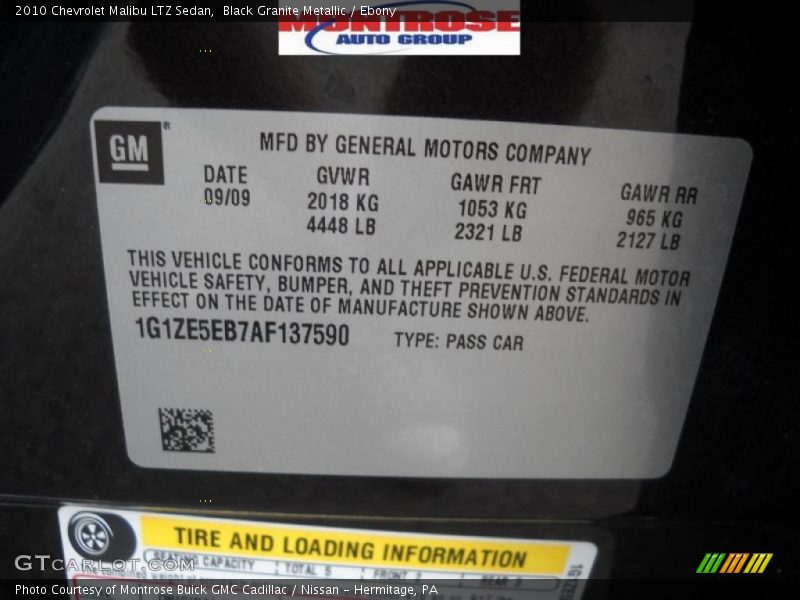 2010 Chevrolet Malibu LTZ Sedan, Black Granite Metallic / Ebony
MONTROSE
AUTO GROUP
GM
MFD BY GENERAL MOTORS COMPANY
DATE GVWR GAWR FRT GAWR RR
09/09 2018 KG 1053 KG 965 KG
4448 LB 2321 LB 2127 LB
THIS VEHICLE CONFORMS TO ALL APPLICABLE U.S. FEDERAL MOTOR
VEHICLE SAFETY, BUMPER, AND THEFT PREVENTION STANDARDS IN
EFFECT ON THE DATE OF MANUFACTURE SHOWN ABOVE.
1G1ZE5EB7AF137590 TYPE: PASS CAR
TIRE AND LOADING INFORMATION
SEATING CAPACITY TOTAL 5 FRONT 2 REAR 3
GTCarLot.com
Photo Courtesy of Montrose Buick GMC Cadillac / Nissan - Hermitage, PA